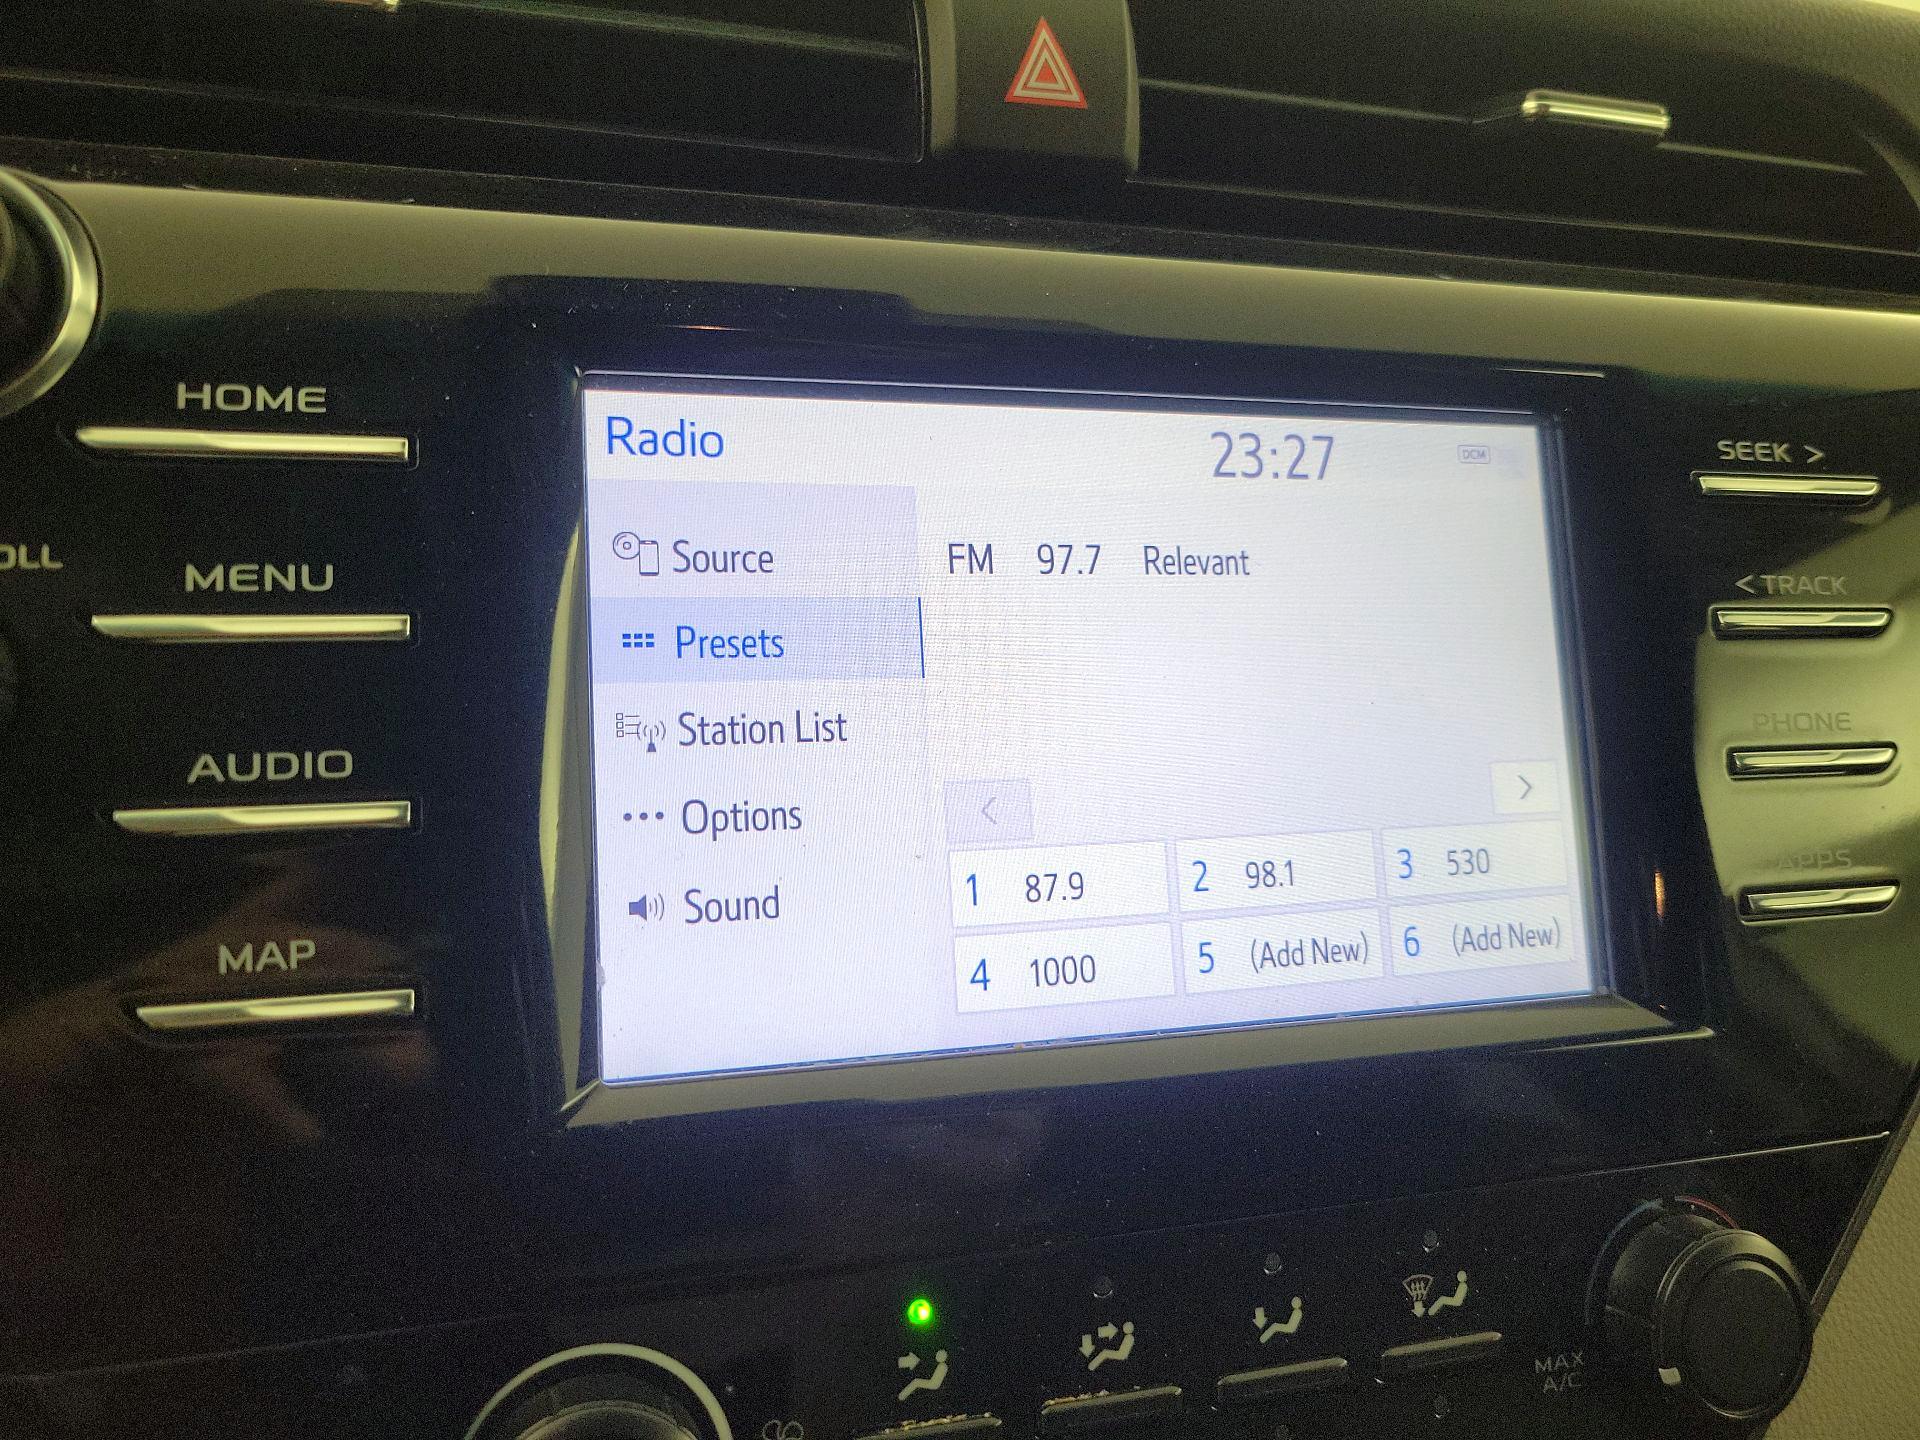 HOME
OLL
MENU
AUDIO
MAP
Radio
23:27
DCM
Source
FM 97.7 Relevant
Presets
Station List
Options
Sound
<
>
1 87.9
2 98.1
3 530
4 1000
5 (Add New)
6 (Add New)
SEEK >
< TRACK
PHONE
APPS
MAX
A/C